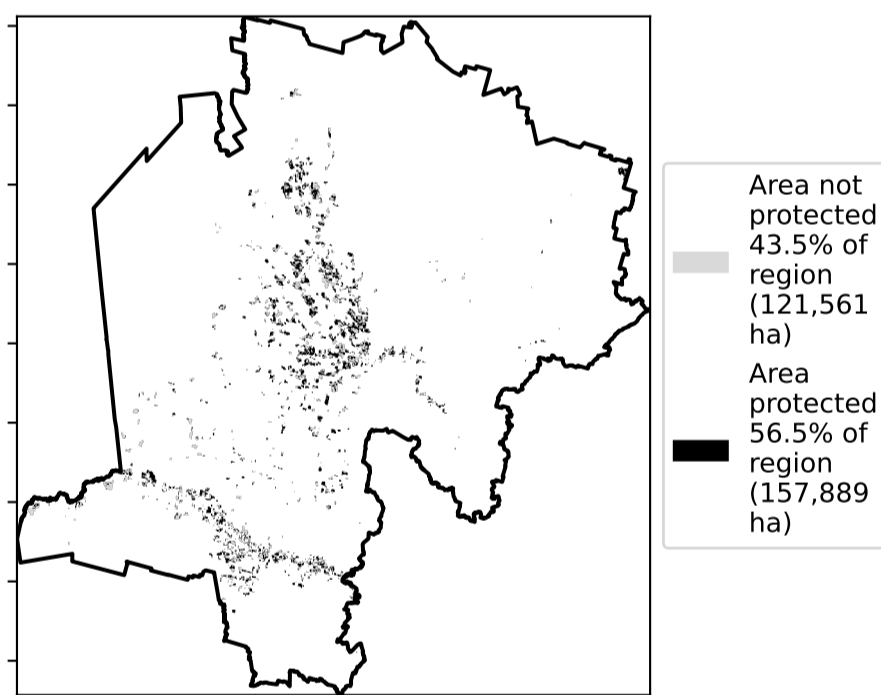 Area not
protected
43.5% of
region
(121,561
ha)
Area
protected
56.5% of
region
(157,889
ha)